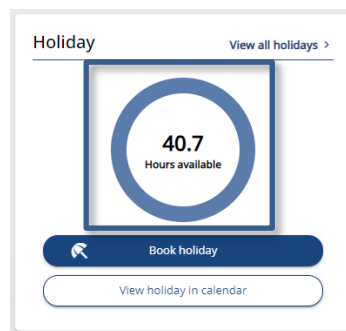 Holiday
View all holidays >
40.7
Hours available
Book holiday
View holiday in calendar